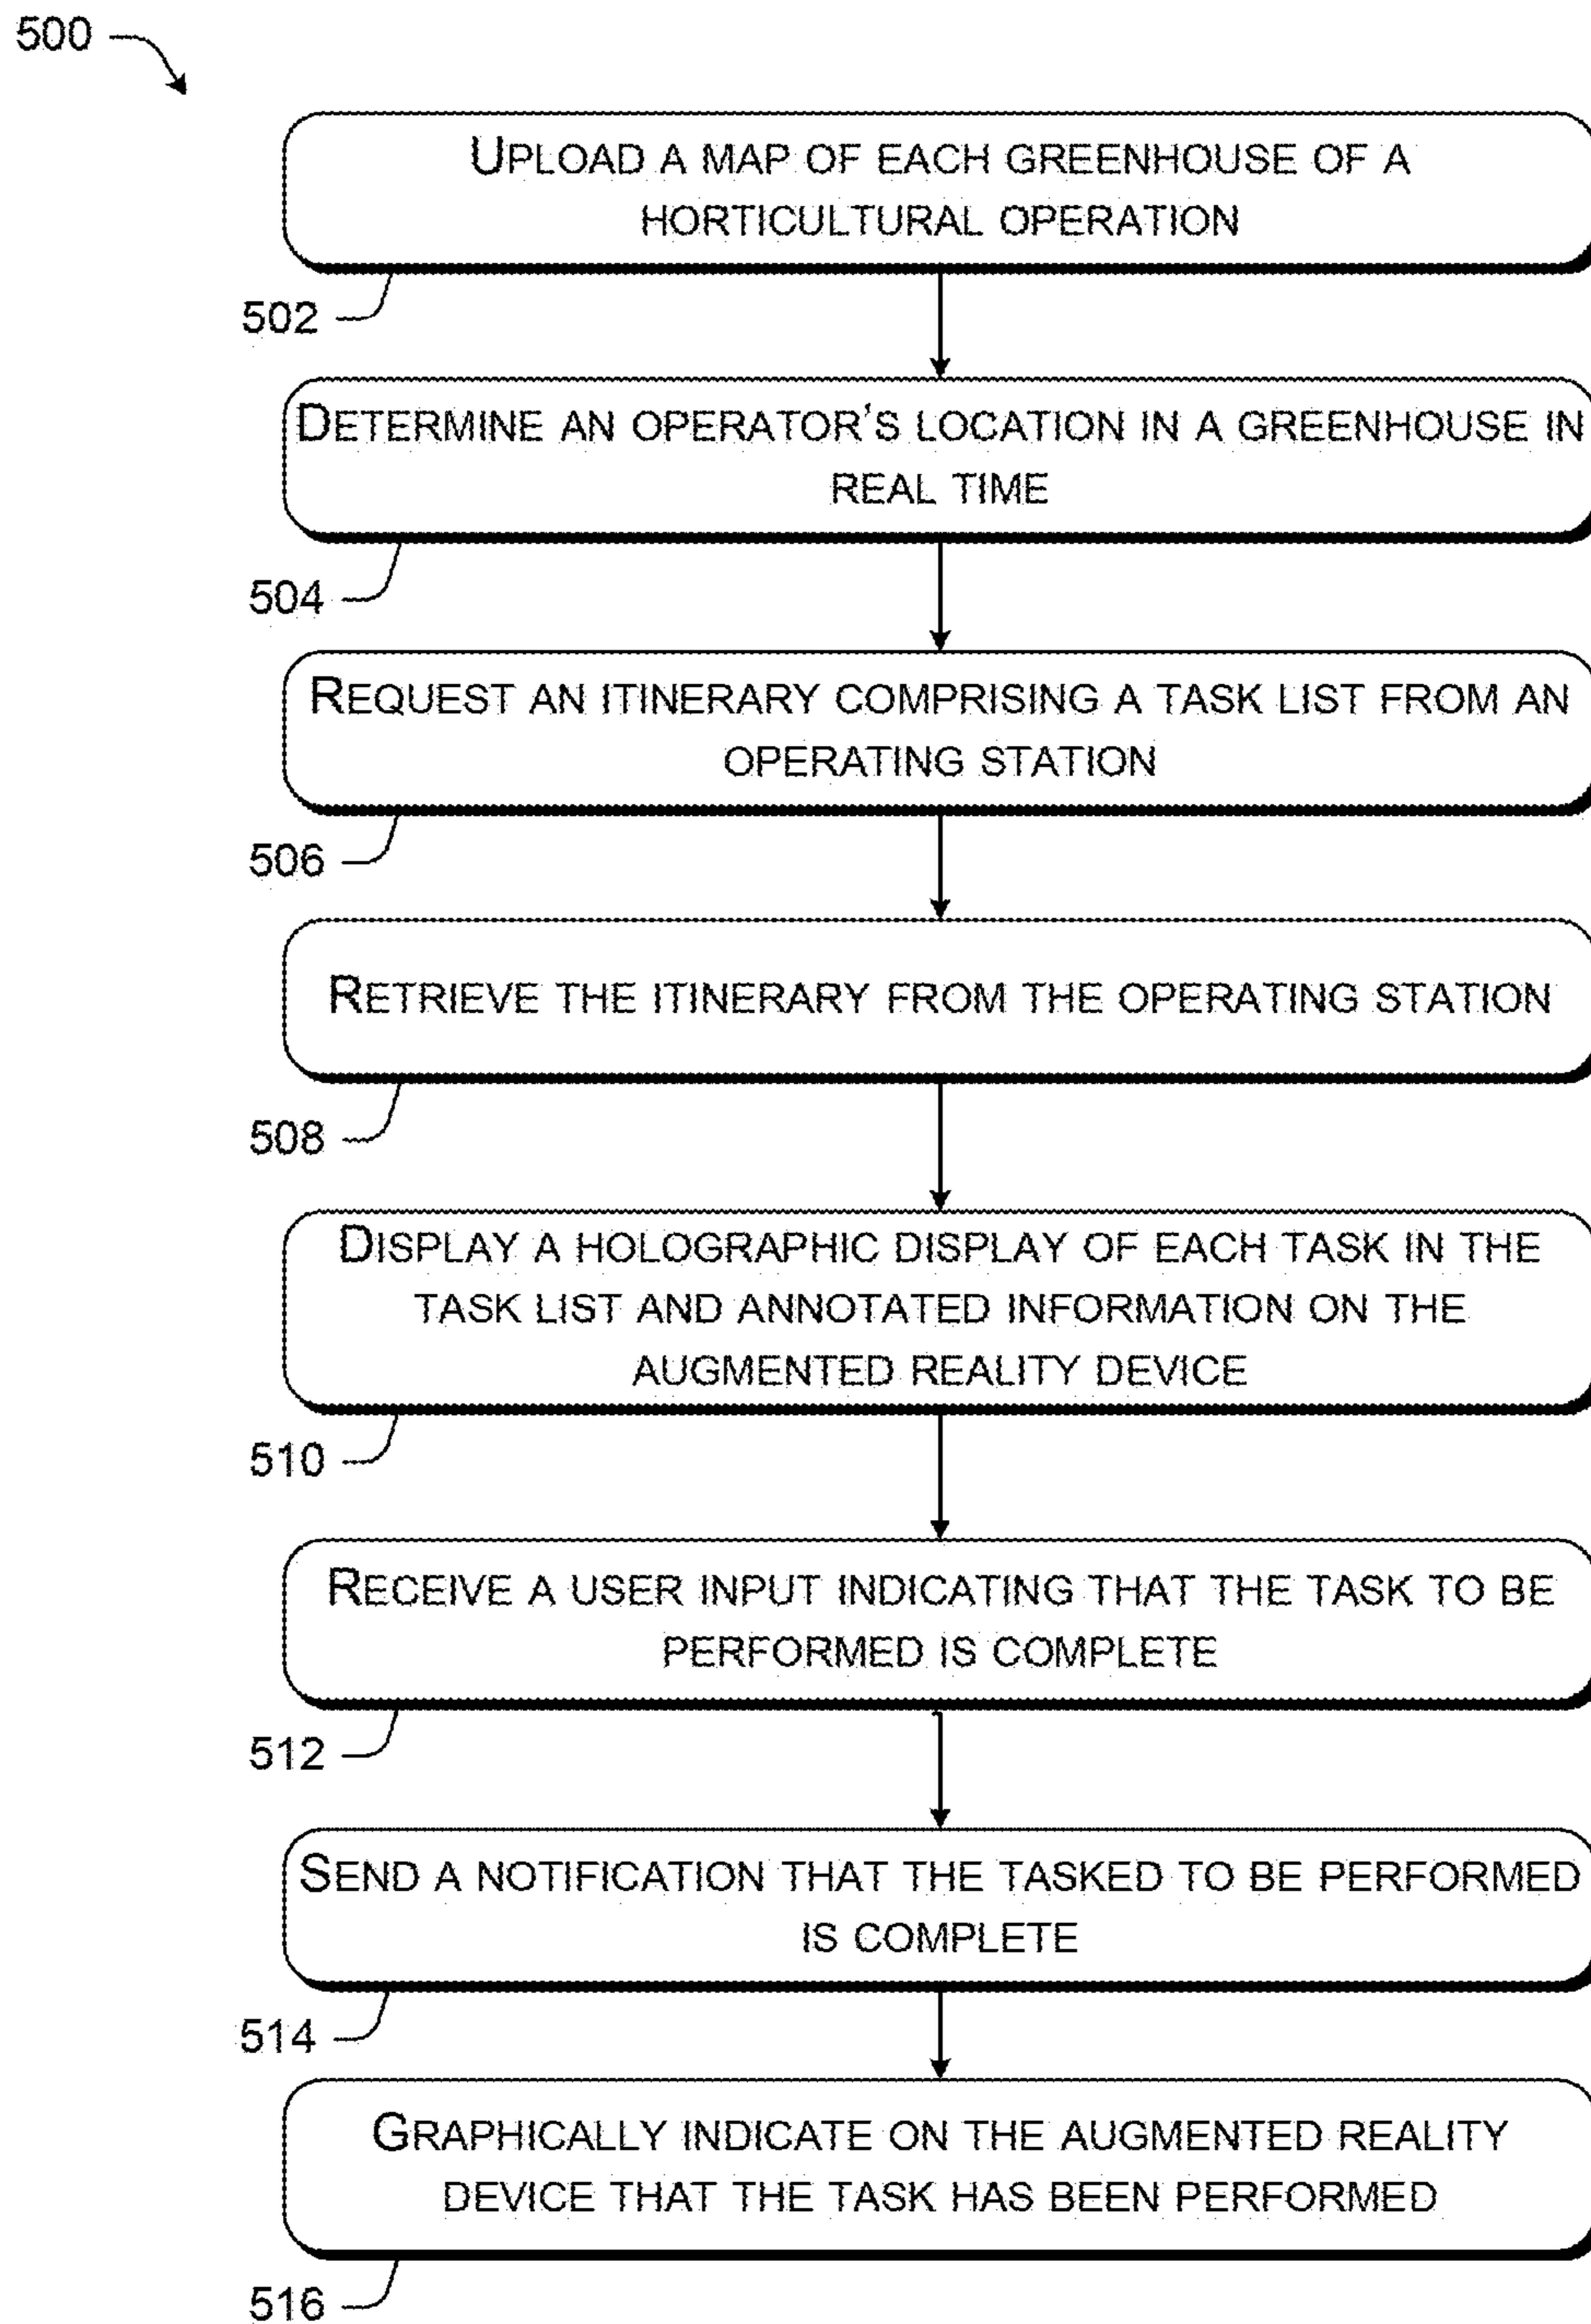 500
UPLOAD A MAP OF EACH GREENHOUSE OF A
HORTICULTURAL OPERATION
502
DETERMINE AN OPERATOR'S LOCATION IN A GREENHOUSE IN
REAL TIME
504
REQUEST AN ITINERARY COMPRISING A TASK LIST FROM AN
OPERATING STATION
506
RETRIEVE THE ITINERARY FROM THE OPERATING STATION
508
DISPLAY A HOLOGRAPHIC DISPLAY OF EACH TASK IN THE
TASK LIST AND ANNOTATED INFORMATION ON THE
AUGMENTED REALITY DEVICE
510
RECEIVE A USER INPUT INDICATING THAT THE TASK TO BE
PERFORMED IS COMPLETE
512
SEND A NOTIFICATION THAT THE TASKED TO BE PERFORMED
IS COMPLETE
514
GRAPHICALLY INDICATE ON THE AUGMENTED REALITY
DEVICE THAT THE TASK HAS BEEN PERFORMED
516